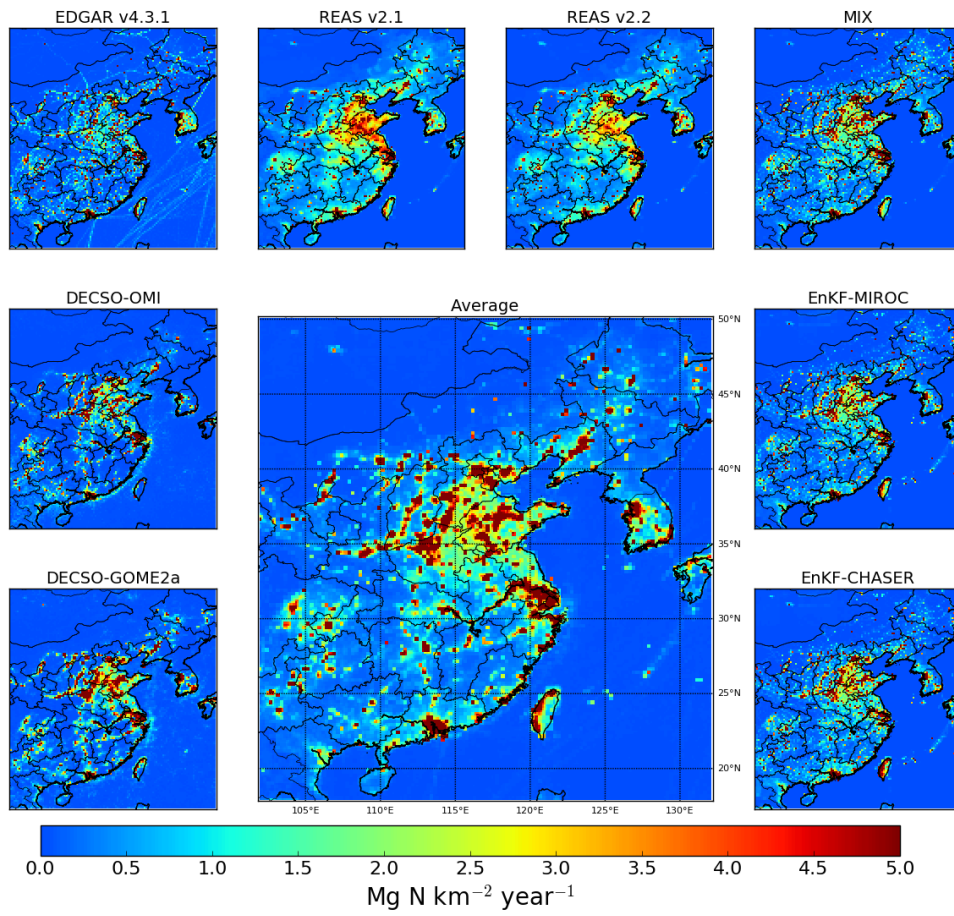 EDGAR v4.3.1
REAS v2.1
REAS v2.2
MIX
DECSO-OMI
Average
EnKF-MIROC
50°N
45°N
40°N
35°N
30°N
25°N
20°N
DECSO-GOME2a
EnKF-CHASER
105°E 110°E 115°E 120°E 125°E 130°E
0.0 0.5 1.0 1.5 2.0 2.5 3.0 3.5 4.0 4.5 5.0
Mg N km⁻² year⁻¹